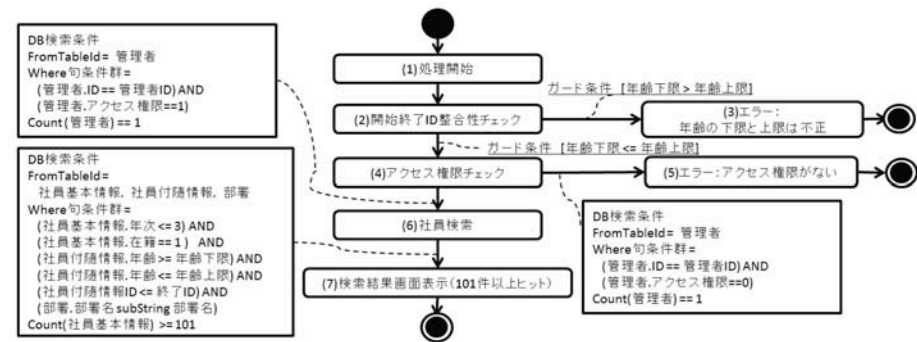 DB検索条件
FromTableId= 管理者
Where句条件群=
(管理者.ID== 管理者ID) AND
(管理者.アクセス権限==1)
Count(管理者) == 1
DB検索条件
FromTableId=
社員基本情報, 社員付随情報, 部署
Where句条件群=
(社員基本情報.年次<=3) AND
(社員基本情報.在籍==1) AND
(社員付随情報.年齢>= 年齢下限) AND
(社員付随情報.年齢<= 年齢上限) AND
(社員付随情報ID<= 終了ID) AND
(部署.部署名 subString 部署名)
Count(社員基本情報) >=101
(1)処理開始
ガード条件 [年齢下限> 年齢上限]
(2)開始終了ID整合性チェック
(3)エラー:
年齢の下限と上限は不正
ガード条件 [年齢下限 <= 年齢上限]
(4)アクセス権限チェック
(5)エラー:アクセス権限がない
(6)社員検索
(7)検索結果画面表示(101件以上ヒット)
DB検索条件
FromTableId= 管理者
Where句条件群=
(管理者.ID== 管理者ID) AND
(管理者.アクセス権限==0)
Count(管理者) == 1